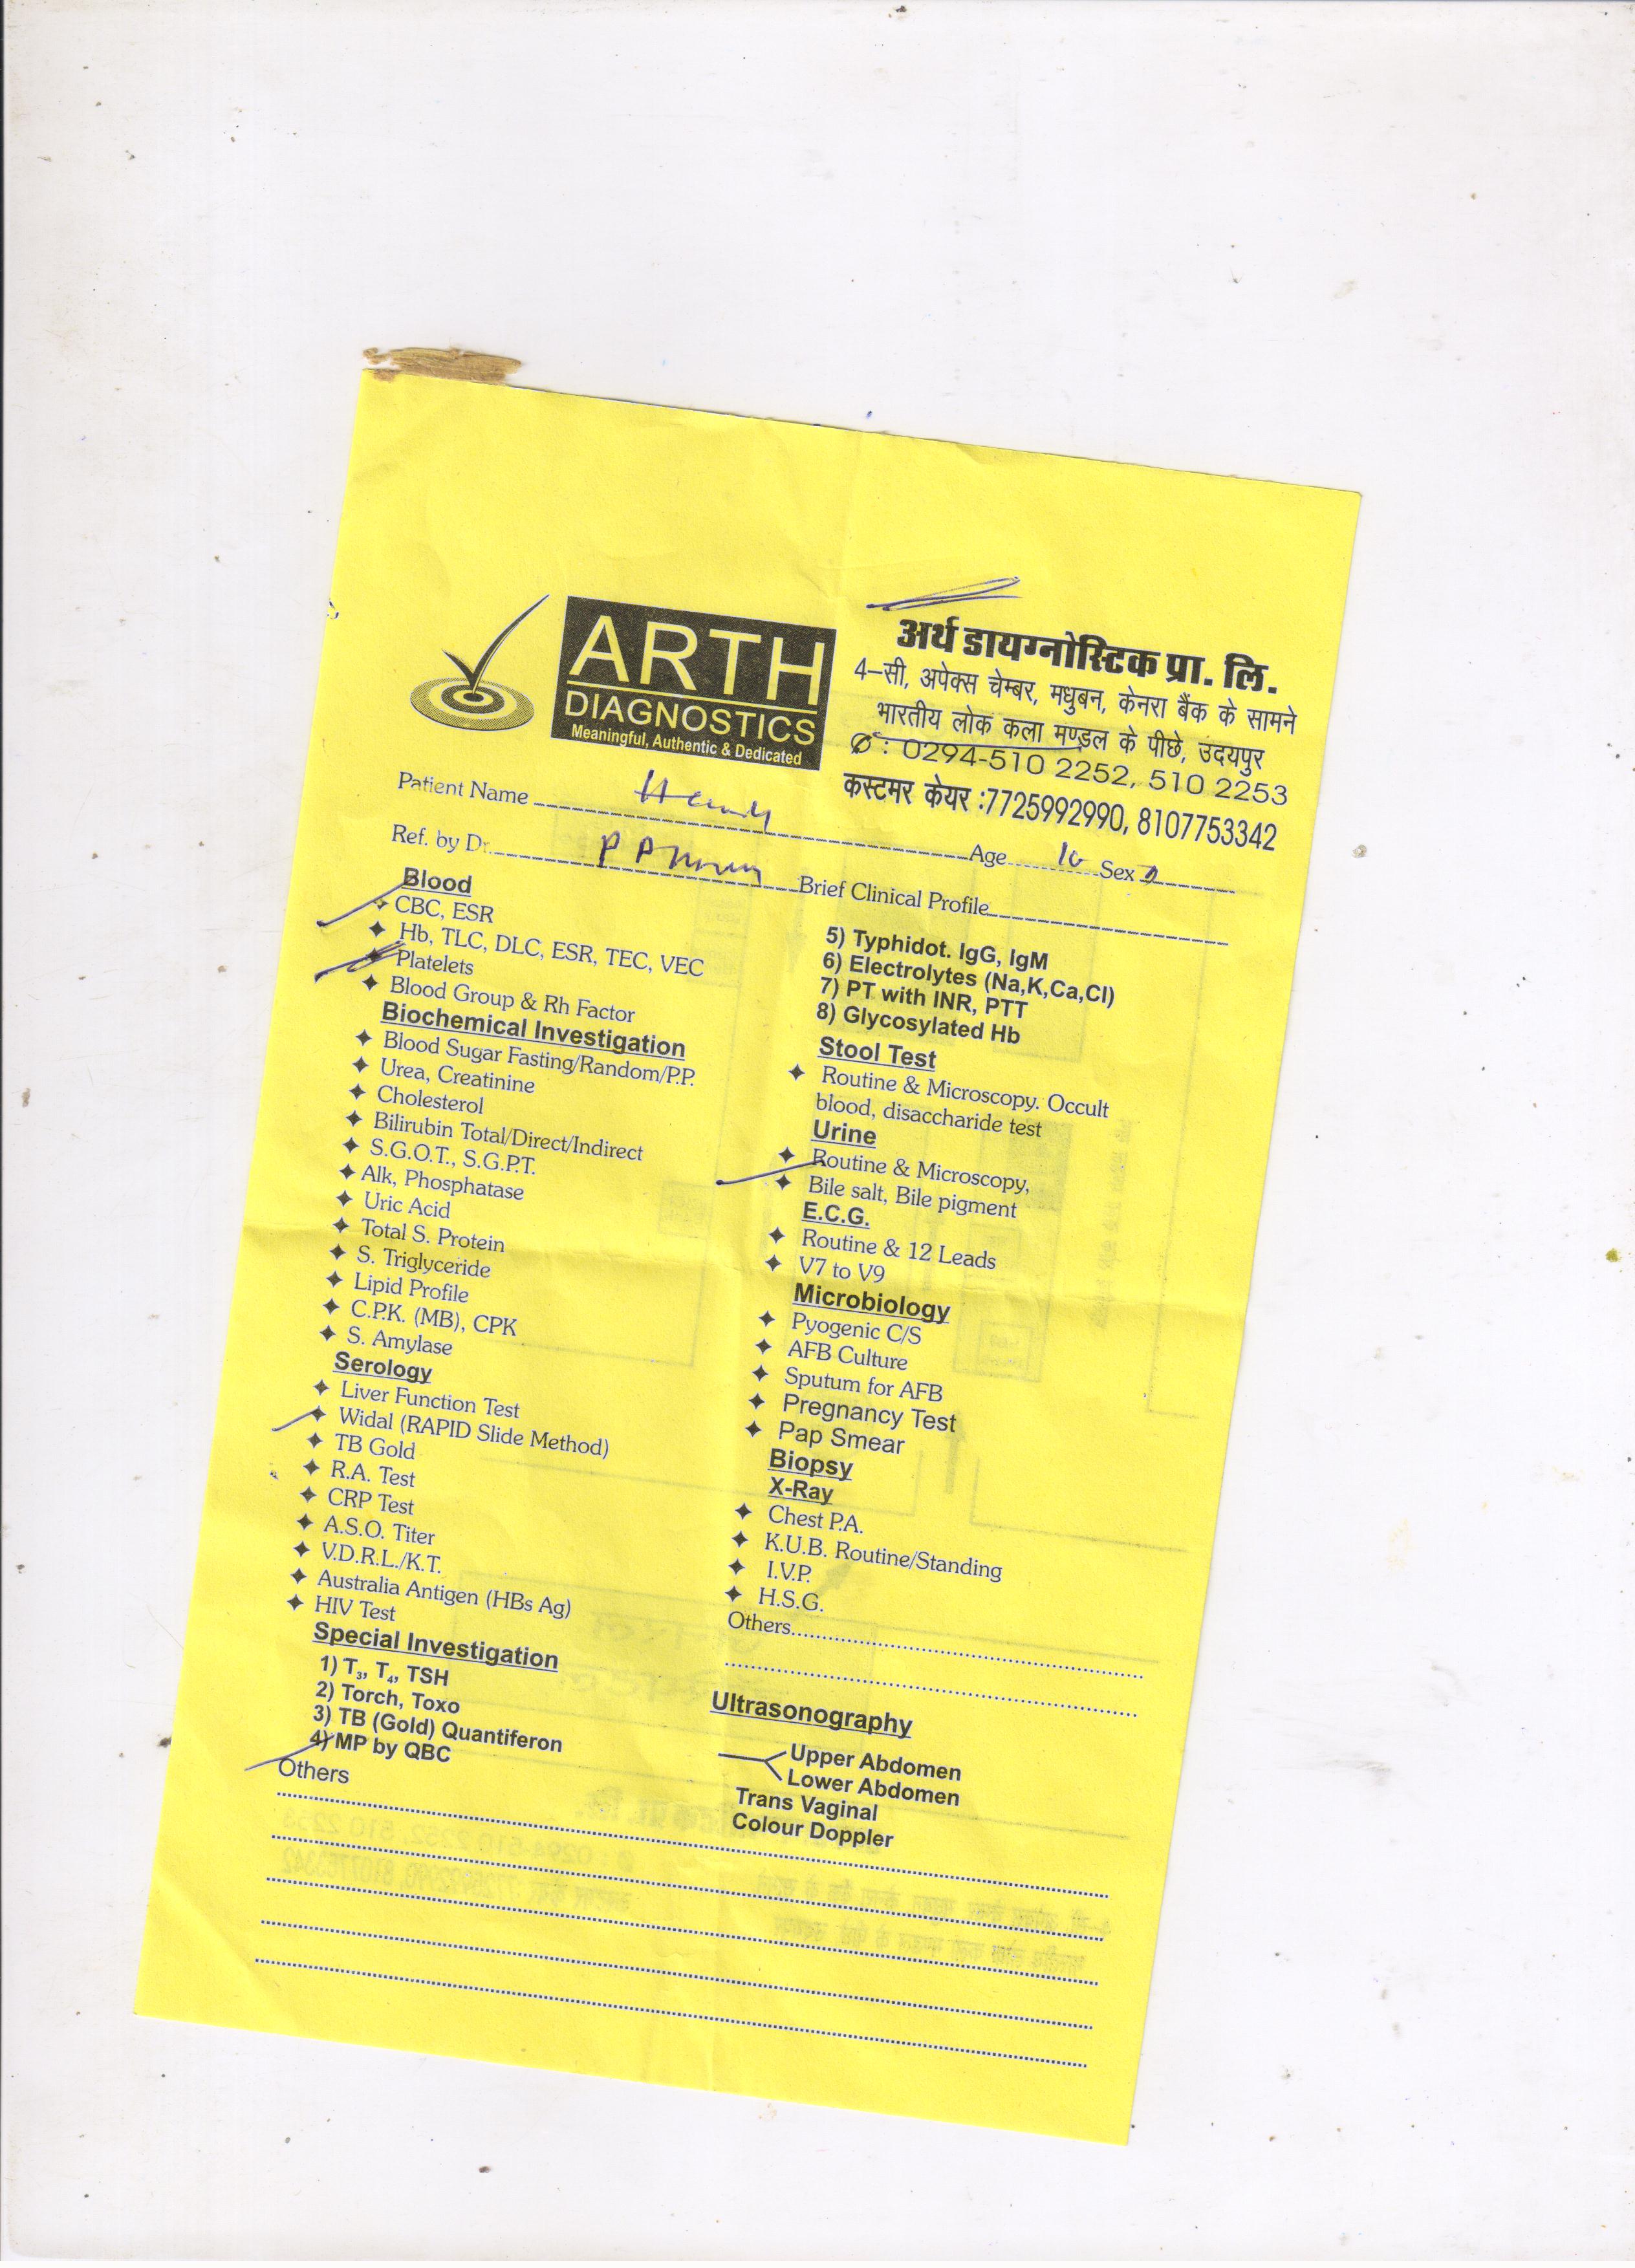 ARTH
DIAGNOSTICS
Meaningful, Authentic & Dedicated
अर्थ डायग्नोस्टिक प्रा. लि.
4–सी, अपेक्स चेम्बर, मधुबन, केनरा बैंक के सामने
भारतीय लोक कला मण्डल के पीछे, उदयपुर
✆ : 0294-510 2252, 510 2253
कस्टमर केयर :7725992990, 8107753342
Patient Name
Age Sex
Ref. by Dr.
Brief Clinical Profile
Blood
CBC, ESR
Hb, TLC, DLC, ESR, TEC, VEC
Platelets
Blood Group & Rh Factor
Biochemical Investigation
Blood Sugar Fasting/Random/P.P.
Urea, Creatinine
Cholesterol
Bilirubin Total/Direct/Indirect
S.G.O.T., S.G.P.T.
Alk, Phosphatase
Uric Acid
Total S. Protein
S. Triglyceride
Lipid Profile
C.P.K. (MB), CPK
S. Amylase
Serology
Liver Function Test
Widal (RAPID Slide Method)
TB Gold
R.A. Test
CRP Test
A.S.O. Titer
V.D.R.L./K.T.
Australia Antigen (HBs Ag)
HIV Test
Special Investigation
1) T3, T4, TSH
2) Torch, Toxo
3) TB (Gold) Quantiferon
4) MP by QBC
Others
5) Typhidot. IgG, IgM
6) Electrolytes (Na,K,Ca,Cl)
7) PT with INR, PTT
8) Glycosylated Hb
Stool Test
Routine & Microscopy. Occult
blood, disaccharide test
Urine
Routine & Microscopy,
Bile salt, Bile pigment
E.C.G.
Routine & 12 Leads
V7 to V9
Microbiology
Pyogenic C/S
AFB Culture
Sputum for AFB
Pregnancy Test
Pap Smear
Biopsy
X-Ray
Chest P.A.
K.U.B. Routine/Standing
I.V.P.
H.S.G.
Others
Ultrasonography
Upper Abdomen
Lower Abdomen
Trans Vaginal
Colour Doppler